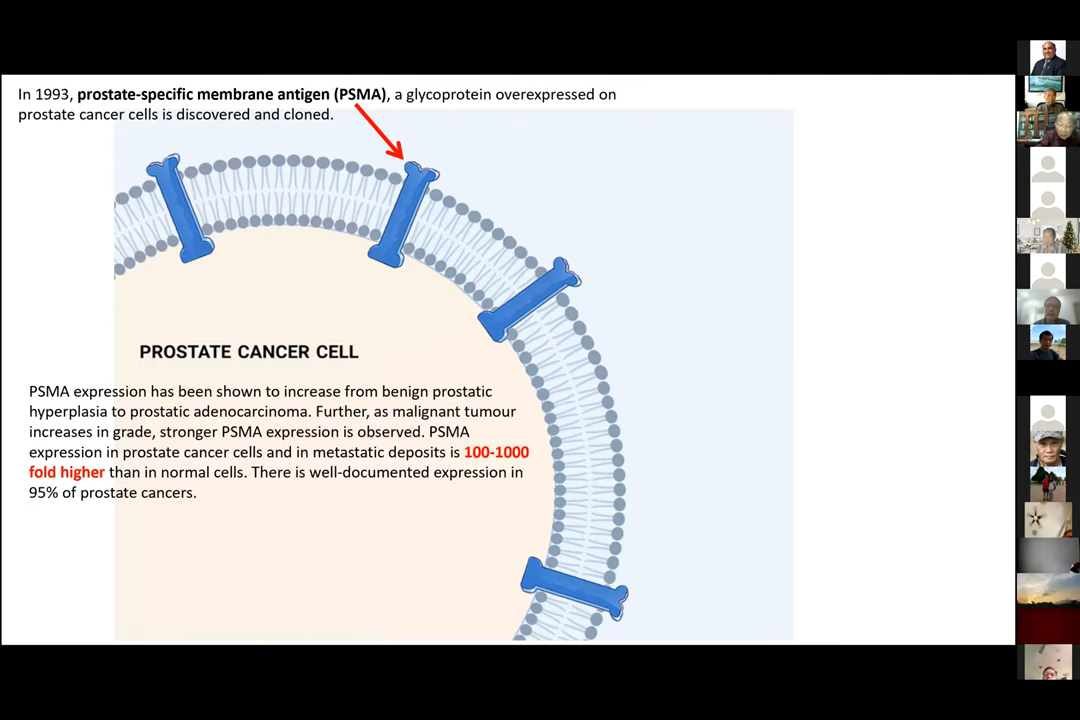 In 1993, prostate-specific membrane antigen (PSMA), a glycoprotein overexpressed on
prostate cancer cells is discovered and cloned.
PROSTATE CANCER CELL
PSMA expression has been shown to increase from benign prostatic
hyperplasia to prostatic adenocarcinoma. Further, as malignant tumour
increases in grade, stronger PSMA expression is observed. PSMA
expression in prostate cancer cells and in metastatic deposits is 100-1000
fold higher than in normal cells. There is well-documented expression in
95% of prostate cancers.